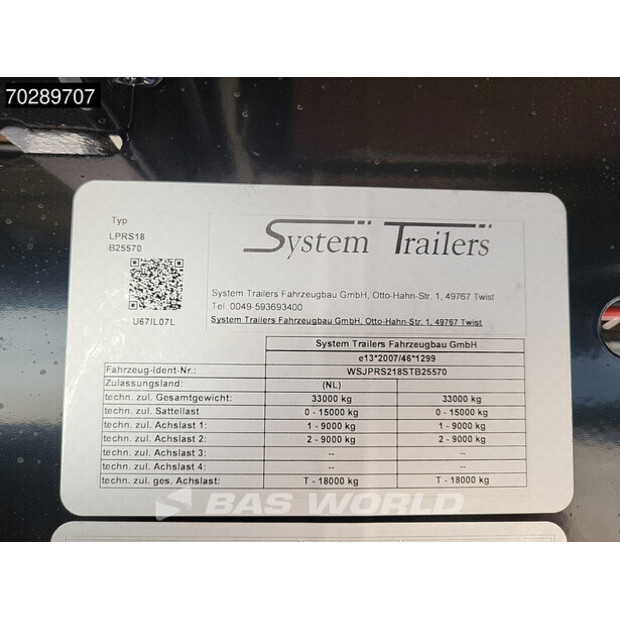 70289707
Typ
LPRS18
B25570
U67IL07L
System Trailers
System Trailers Fahrzeugbau GmbH, Otto-Hahn-Str. 1, 49767 Twist
Tel.:0049-593693400
System Trailers Fahrzeugbau GmbH, Otto-Hahn-Str. 1, 49767 Twist
System Trailers Fahrzeugbau GmbH
e13*2007/46*1299
Fahrzeug-Ident-Nr.: WSJPRS218STB25570
Zulassungsland: (NL)
techn. zul. Gesamtgewicht: 33000 kg 33000 kg
techn. zul. Sattellast 0 - 15000 kg 0 - 15000 kg
techn. zul. Achslast 1: 1 - 9000 kg 1 - 9000 kg
techn. zul. Achslast 2: 2 - 9000 kg 2 - 9000 kg
techn. zul. Achslast 3: -- --
techn. zul. Achslast 4: -- --
techn. zul. ges. Achslast: T - 18000 kg T - 18000 kg
BAS WORLD